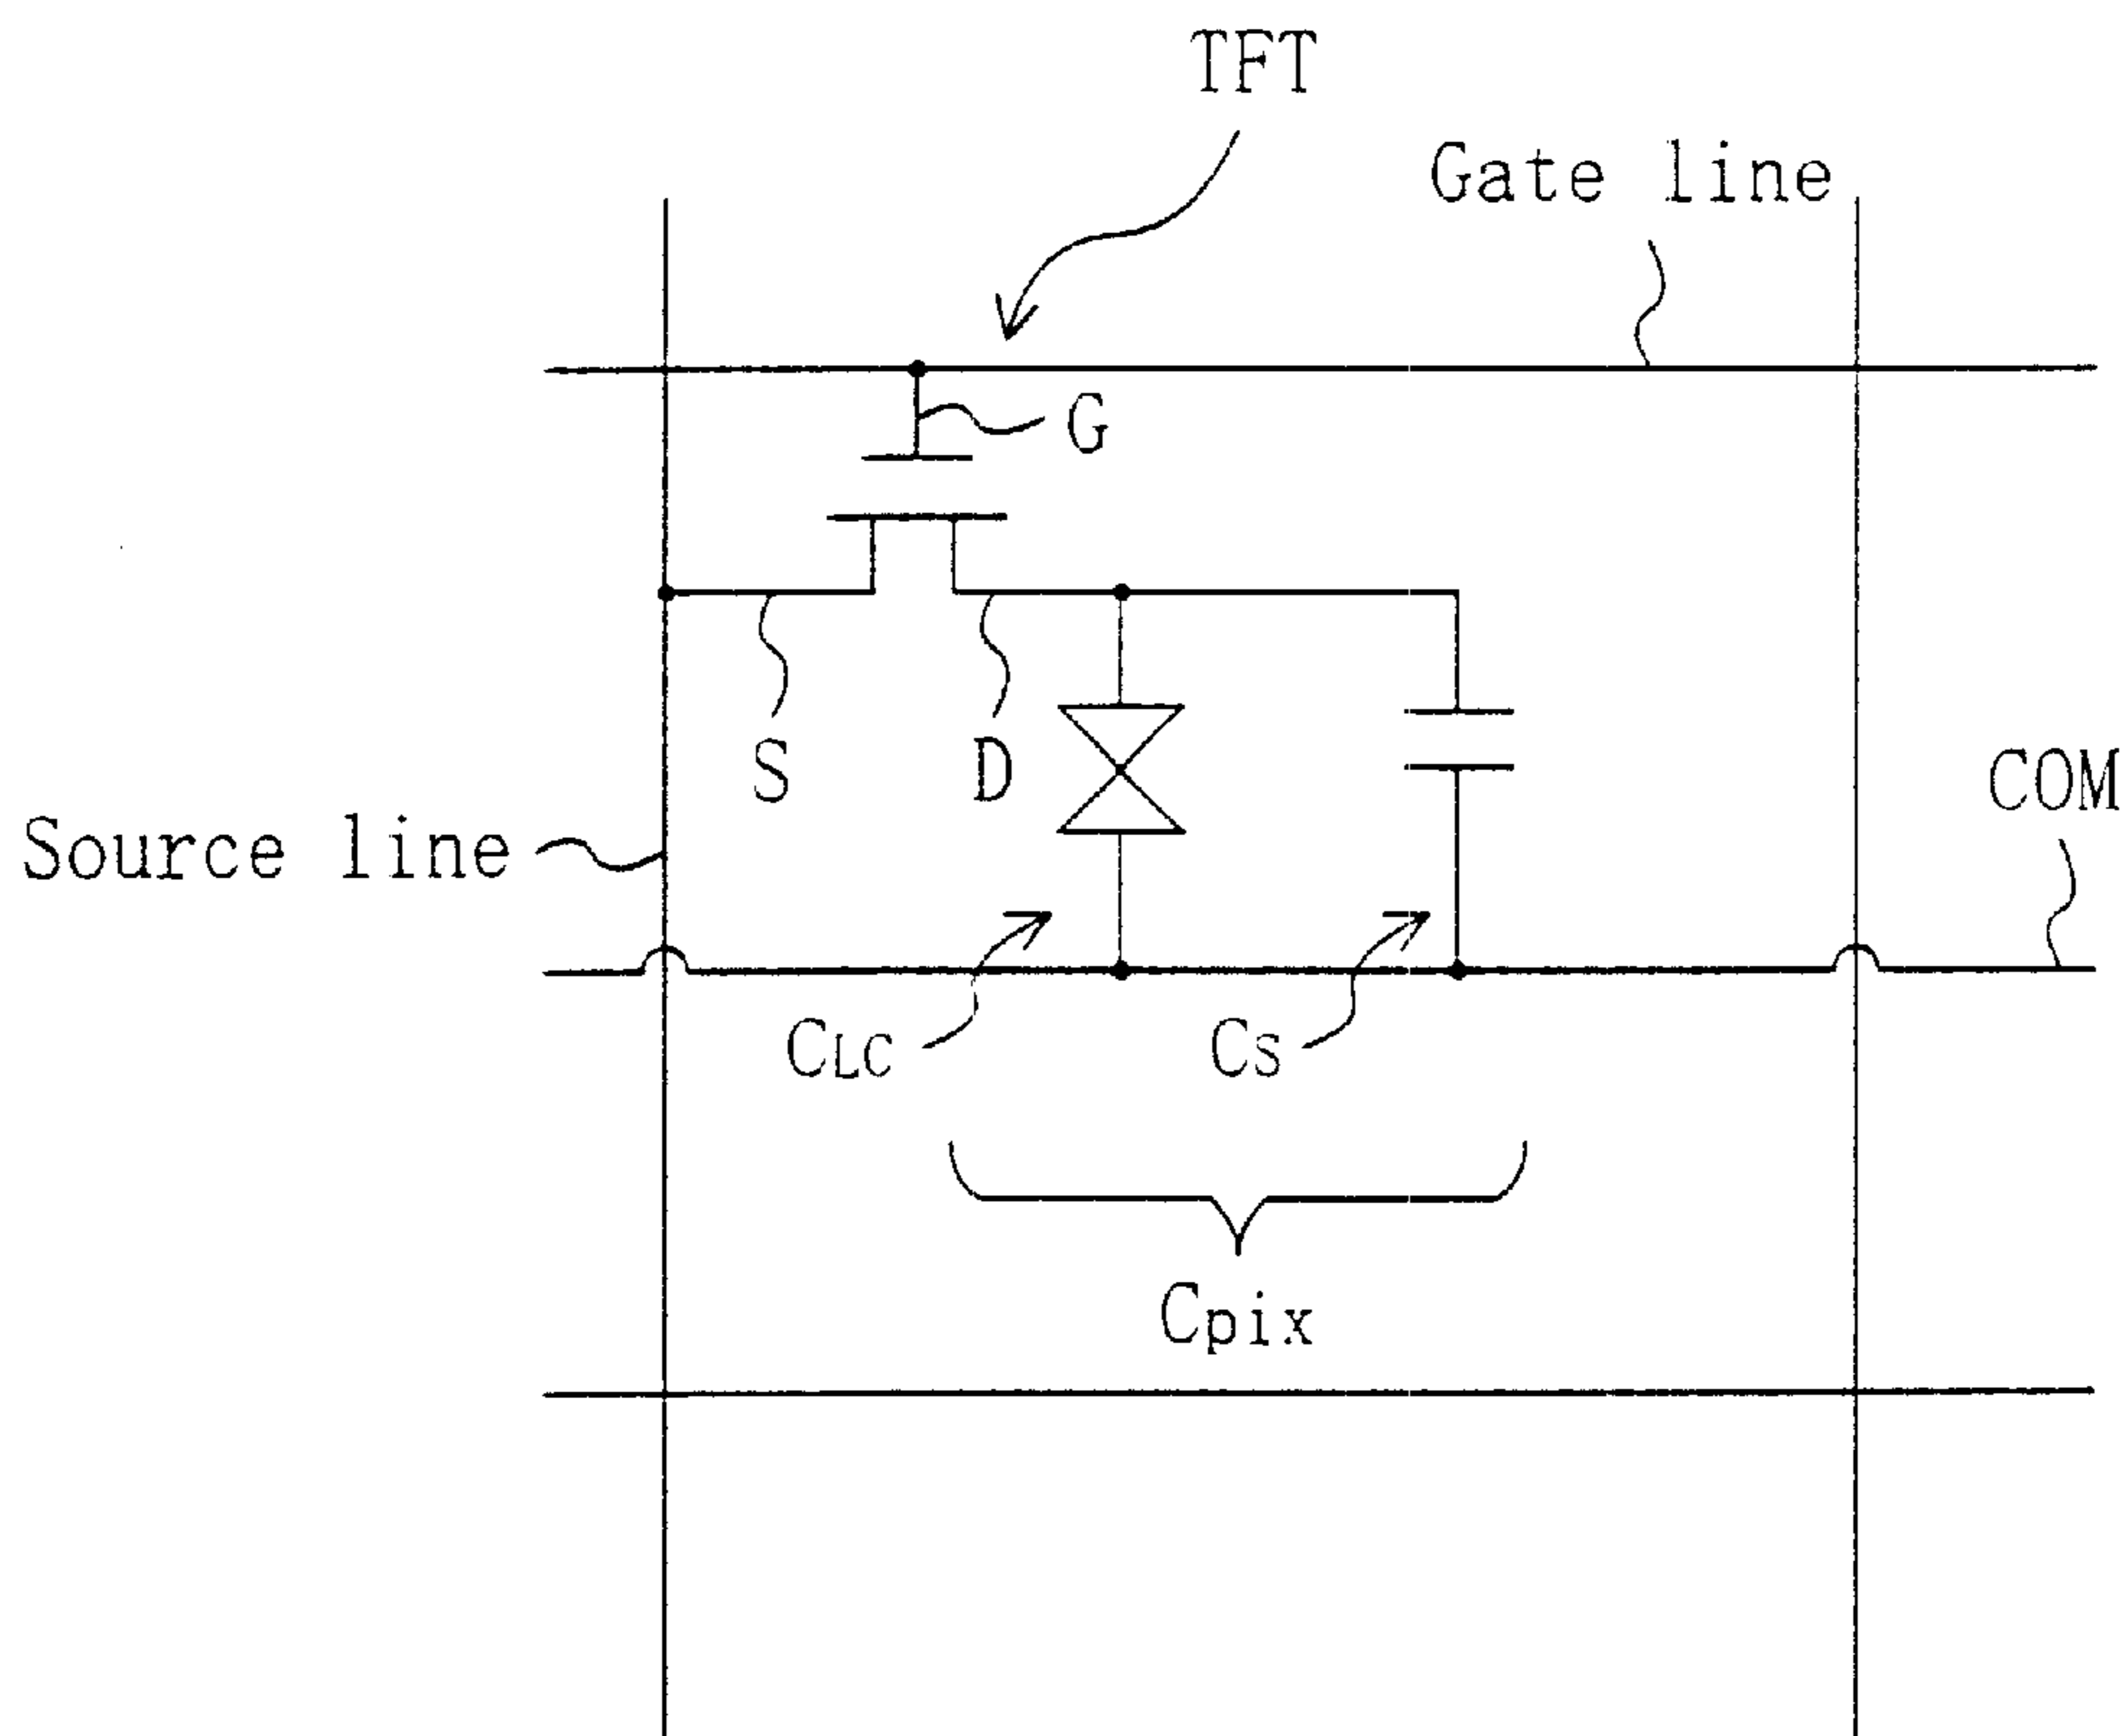 TFT
Gate line
G
S
D
COM
Source line
CLC
CS
Cpix